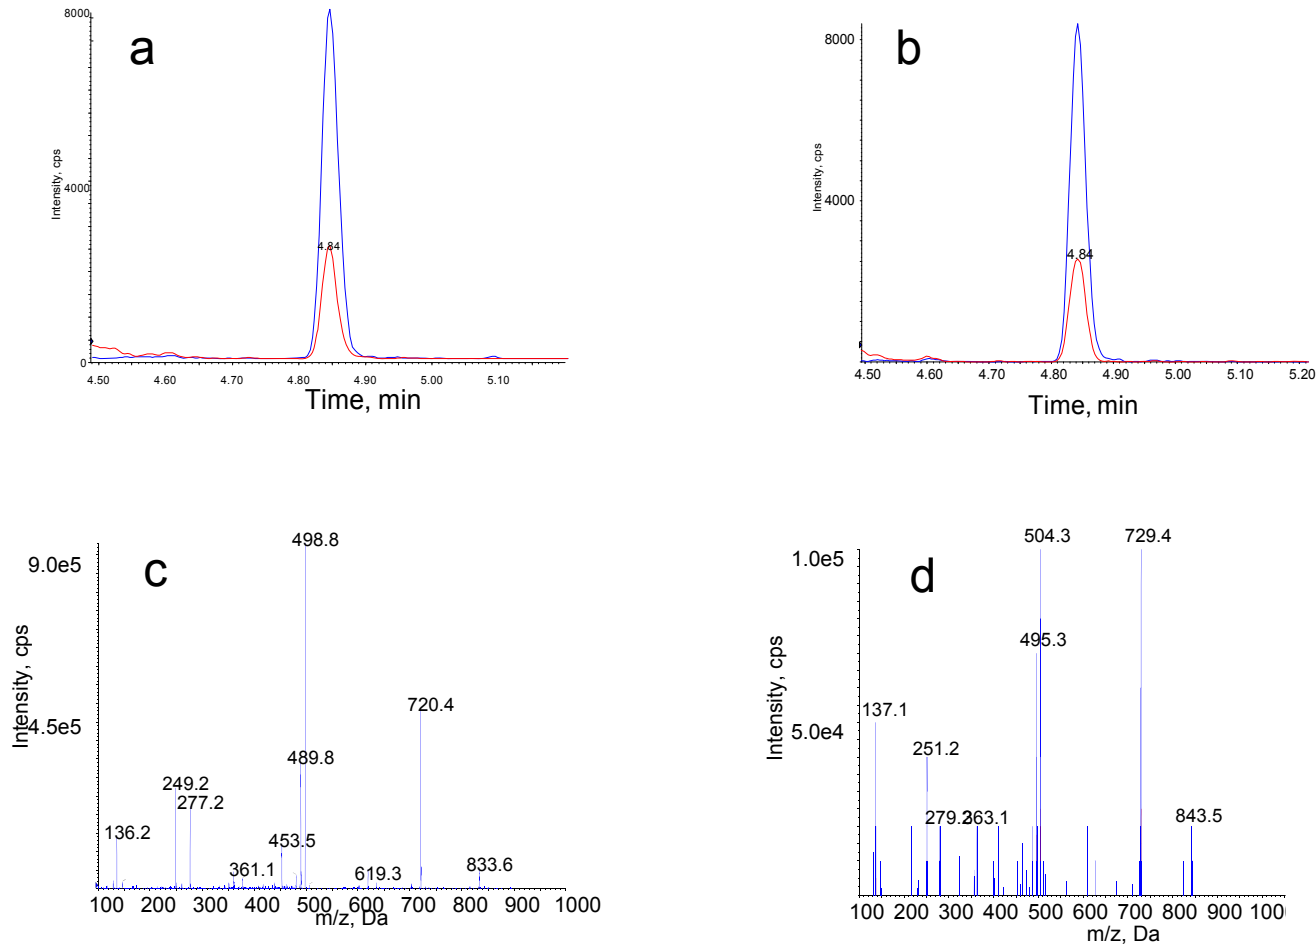 8000
a
Intensity, cps
4000
4.84
0
4.50 4.60 4.70 4.80 4.90 5.00 5.10
Time, min
b
8000
Intensity, cps
4000
4.84
4.50 4.60 4.70 4.80 4.90 5.00 5.10 5.20
Time, min
498.8
9.0e5
c
Intensity, cps
720.4
4.5e5
489.8
249.2
277.2
136.2
453.5
361.1
619.3
833.6
100 200 300 400 500 600 700 800 900 1000
m/z, Da
504.3 729.4
1.0e5
d
495.3
Intensity, cps
137.1
5.0e4
251.2
279.2 363.1
843.5
100 200 300 400 500 600 700 800 900 1000
m/z, Da